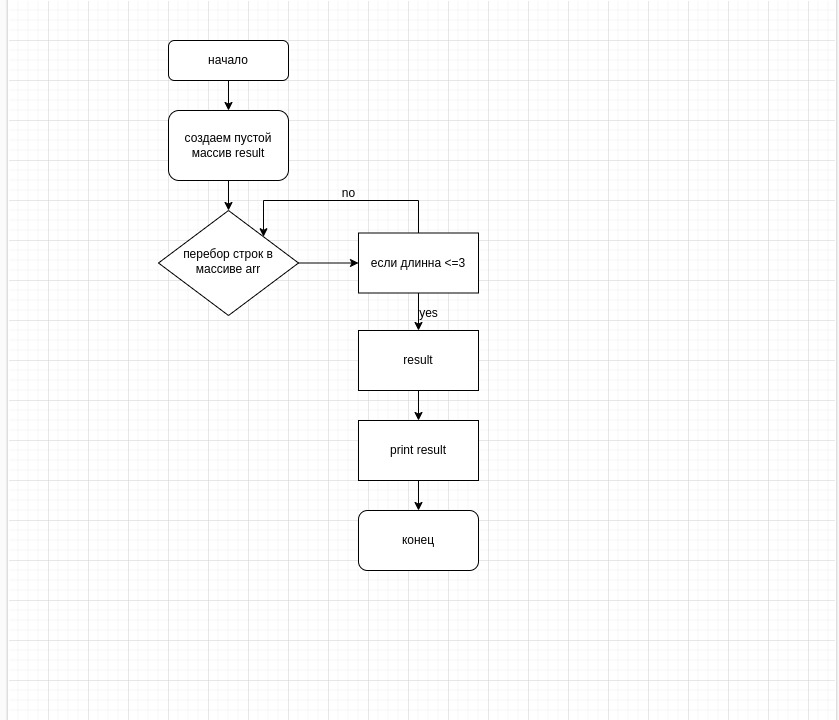 начало
создаем пустой
массив result
no
перебор строк в
массиве arr
если длинна <=3
yes
result
print result
конец